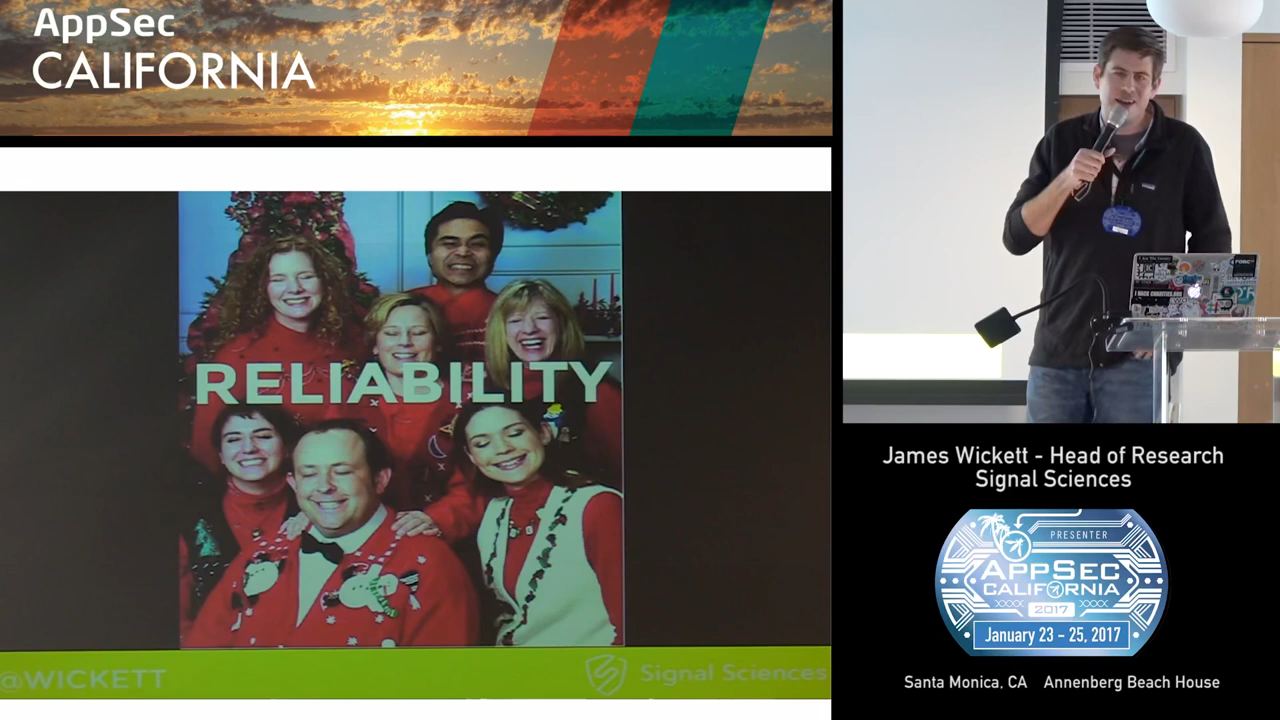 AppSec
CALIFORNIA
RELIABILITY
@WICKETT
Signal Sciences
James Wickett - Head of Research
Signal Sciences
PRESENTER
APPSEC
CALIFORNIA
2017
January 23 - 25, 2017
Santa Monica, CA Annenberg Beach House